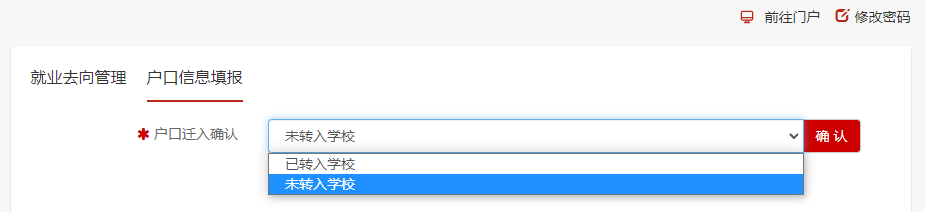 前往门户 修改密码
就业去向管理 户口信息填报
✱ 户口迁入确认 未转入学校 确 认
已转入学校
未转入学校